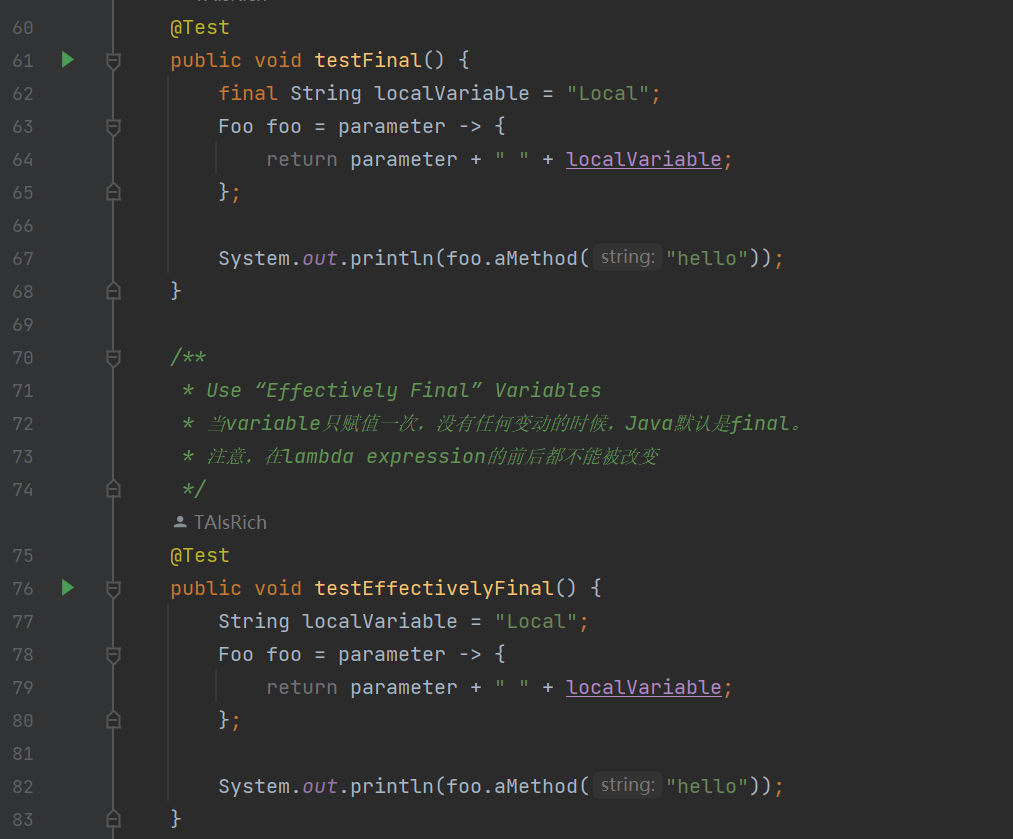 60 @Test
61 public void testFinal() {
62 final String localVariable = "Local";
63 Foo foo = parameter -> {
64 return parameter + " " + localVariable;
65 };
66
67 System.out.println(foo.aMethod( string: "hello"));
68 }
69
70 /**
71 * Use “Effectively Final” Variables
72 * 当variable只赋值一次，没有任何变动的时候，Java默认是final。
73 * 注意，在lambda expression的前后都不能被改变
74 */
TAIsRich
75 @Test
76 public void testEffectivelyFinal() {
77 String localVariable = "Local";
78 Foo foo = parameter -> {
79 return parameter + " " + localVariable;
80 };
81
82 System.out.println(foo.aMethod( string: "hello"));
83 }